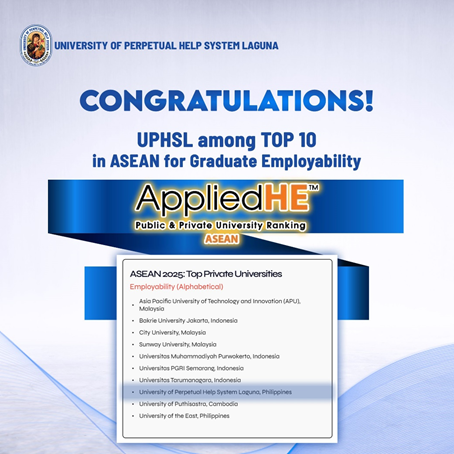 UNIVERSITY OF PERPETUAL HELP SYSTEM LAGUNA
CONGRATULATIONS!
UPHSL among TOP 10
in ASEAN for Graduate Employability
AppliedHE™
Public & Private University Ranking
ASEAN
ASEAN 2025: Top Private Universities
Employability (Alphabetical)
• Asia Pacific University of Technology and Innovation (APU),
Malaysia
• Bakrie University Jakarta, Indonesia
• City University, Malaysia
• Sunway University, Malaysia
• Universitas Muhammadiyah Purwokerto, Indonesia
• Universitas PGRI Semarang, Indonesia
• Universitas Tarumanagara, Indonesia
• University of Perpetual Help System Laguna, Philippines
• University of Puthisastra, Cambodia
• University of the East, Philippines